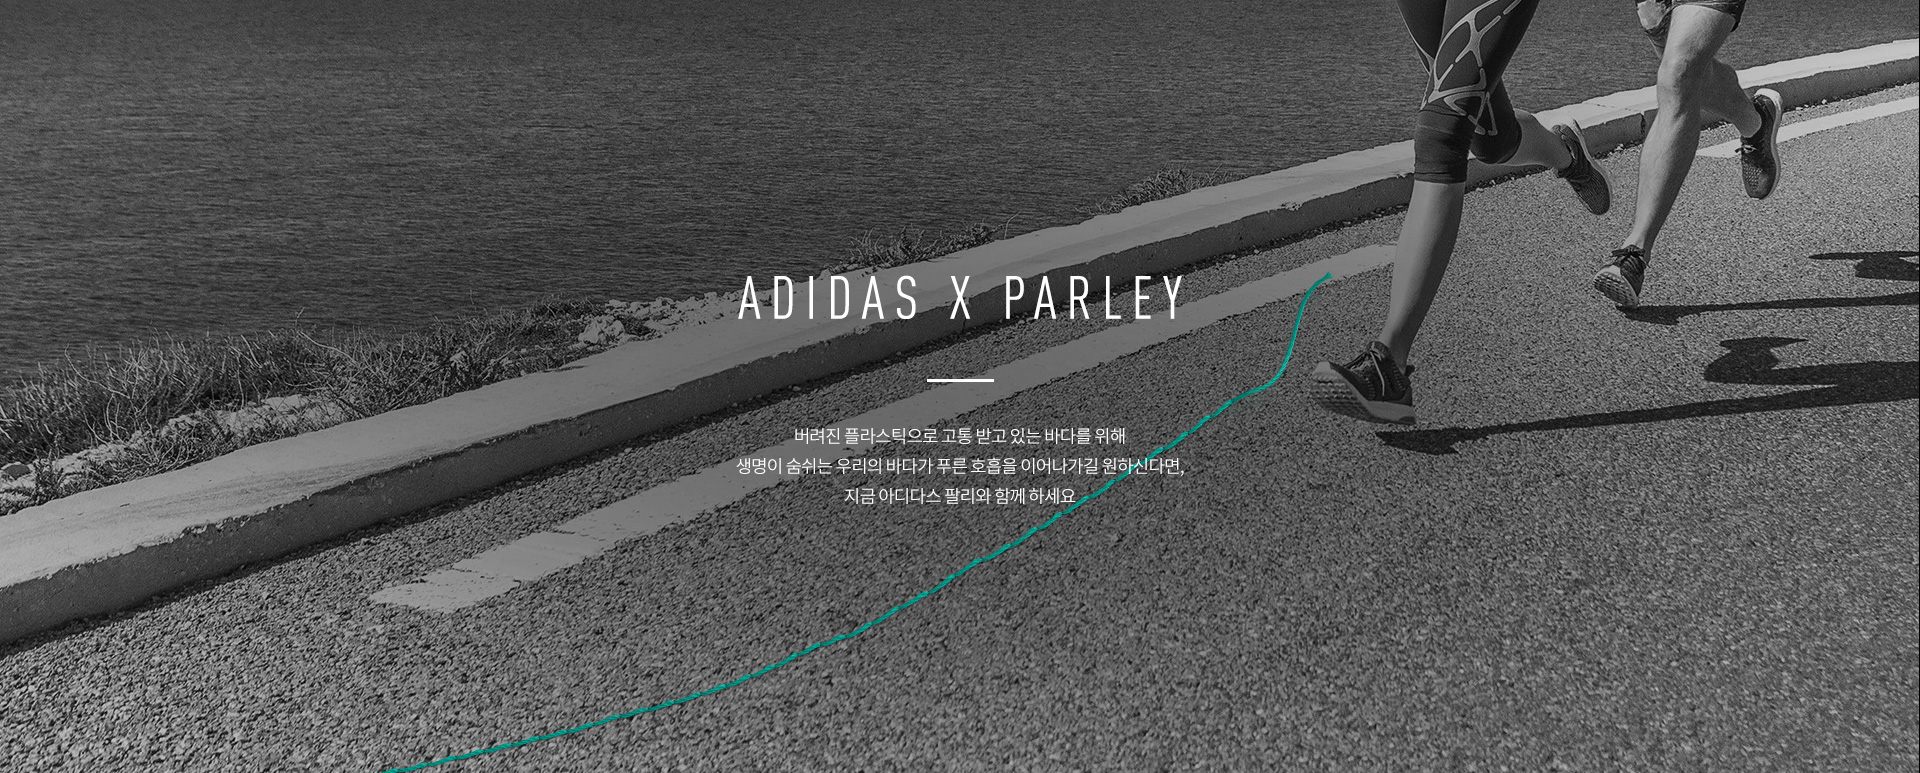 ADIDAS X PARLEY
버려진 플라스틱으로 고통 받고 있는 바다를 위해
생명이 숨쉬는 우리의 바다가 푸른 호흡을 이어나가길 원하신다면,
지금 아디다스 팔리와 함께 하세요